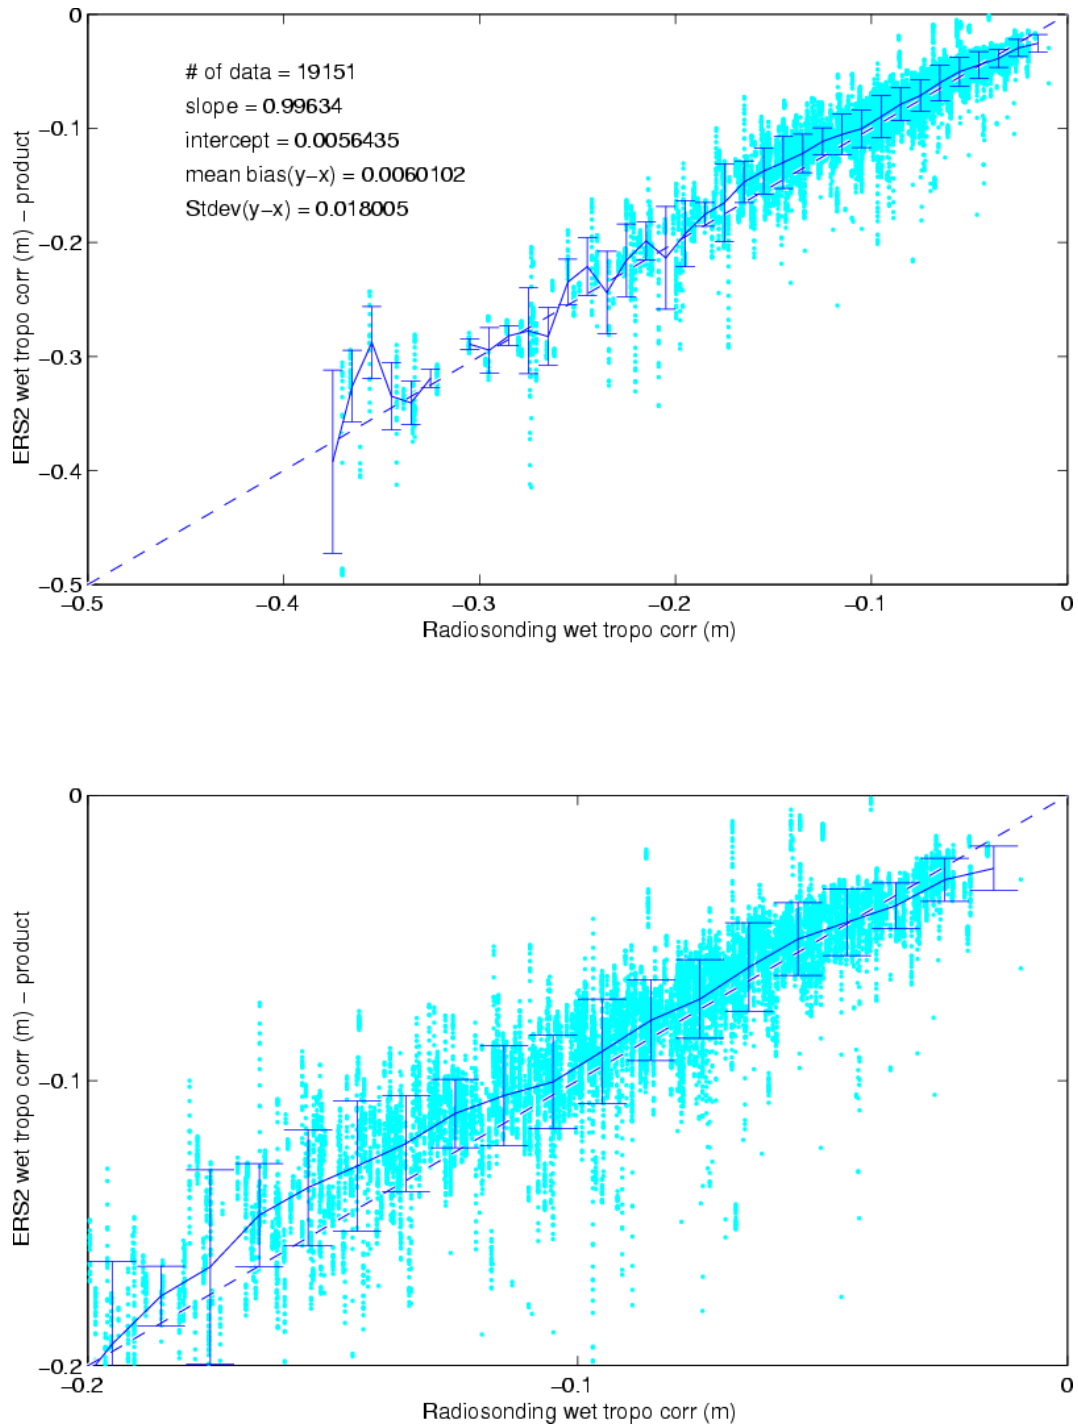 0
−0.1
−0.2
−0.3
−0.4
−0.5
ERS2 wet tropo corr (m) − product
# of data = 19151
slope = 0.99634
intercept = 0.0056435
mean bias(y−x) = 0.0060102
Stdev(y−x) = 0.018005
−0.5 −0.4 −0.3 −0.2 −0.1 0
Radiosonding wet tropo corr (m)
0
−0.1
−0.2
ERS2 wet tropo corr (m) − product
−0.2 −0.1 0
Radiosonding wet tropo corr (m)